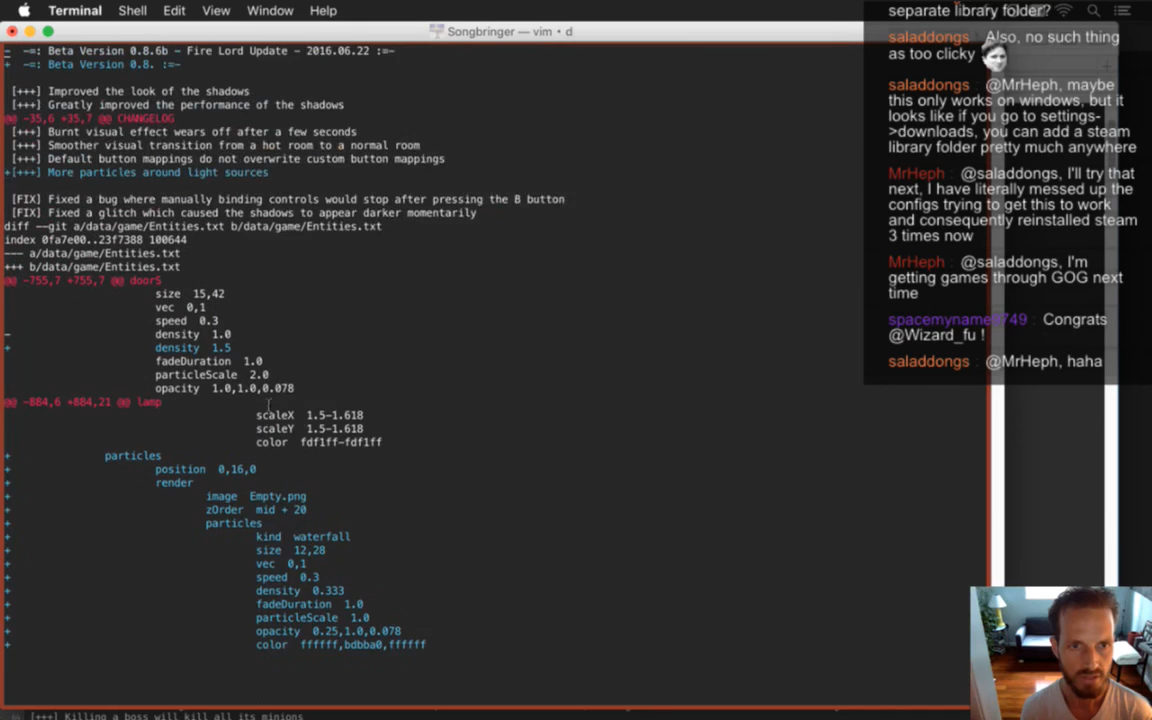 Terminal Shell Edit View Window Help
Songbringer — vim • d
- -=: Beta Version 0.8.6b - Fire Lord Update - 2016.06.22 :=-
+ -=: Beta Version 0.8. :=-
[+++] Improved the look of the shadows
[+++] Greatly improved the performance of the shadows
@@ -35,6 +35,7 @@ CHANGELOG
[+++] Burnt visual effect wears off after a few seconds
[+++] Smoother visual transition from a hot room to a normal room
[+++] Default button mappings do not overwrite custom button mappings
+[+++] More particles around light sources
[FIX] Fixed a bug where manually binding controls would stop after pressing the B button
[FIX] Fixed a glitch which caused the shadows to appear darker momentarily
diff --git a/data/game/Entities.txt b/data/game/Entities.txt
index 0fa7e00..23f7388 100644
--- a/data/game/Entities.txt
+++ b/data/game/Entities.txt
@@ -755,7 +755,7 @@ doorS
size 15,42
vec 0,1
speed 0.3
- density 1.0
+ density 1.5
fadeDuration 1.0
particleScale 2.0
opacity 1.0,1.0,0.078
@@ -884,6 +884,21 @@ lamp
scaleX 1.5-1.618
scaleY 1.5-1.618
color fdf1ff-fdf1ff
+ particles
+ position 0,16,0
+ render
+ image Empty.png
+ zOrder mid + 20
+ particles
+ kind waterfall
+ size 12,28
+ vec 0,1
+ speed 0.3
+ density 0.333
+ fadeDuration 1.0
+ particleScale 1.0
+ opacity 0.25,1.0,0.078
+ color ffffff,bdbba0,ffffff
[+++] Killing a boss will kill all its minions
separate library folder?
saladdongs : Also, no such thing
as too clicky
saladdongs : @MrHeph, maybe
this only works on windows, but it
looks like if you go to settings-
>downloads, you can add a steam
library folder pretty much anywhere
MrHeph : @saladdongs, I'll try that
next, I have literally messed up the
configs trying to get this to work
and consequently reinstalled steam
3 times now
MrHeph : @saladdongs, I'm
getting games through GOG next
time
: Congrats
@Wizard_fu !
saladdongs : @MrHeph, haha